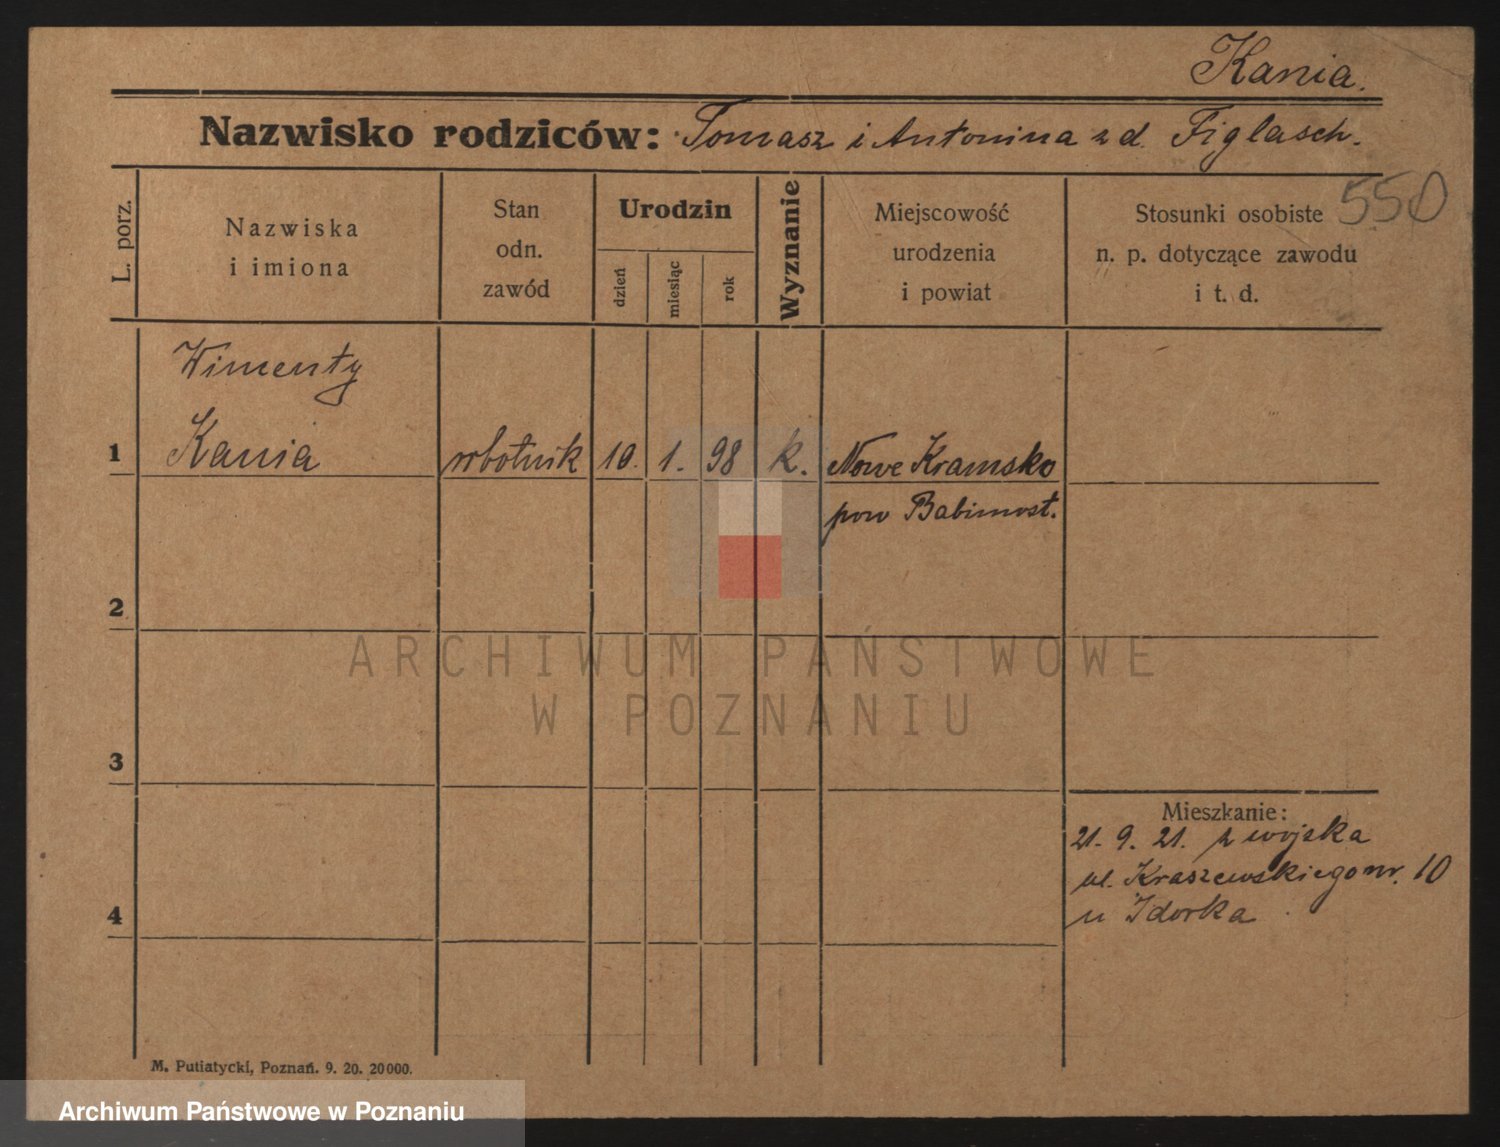 Kania.
Nazwisko rodziców: Tomasz i Antonina z d. Figlasch.
550
L. porz.
Nazwiska
i imiona
Stan
odn.
zawód
Urodzin
dzień
miesiąc
rok
Wyznanie
Miejscowość
urodzenia
i powiat
Stosunki osobiste
n. p. dotyczące zawodu
i t. d.
Wincenty
1 Kania robotnik 10. 1. 98 k. Nowe Kramsko
pow Babimost.
2
3
4
Mieszkanie:
21. 9. 21. z wojska
ul. Kraszewskiego nr. 10
u Idorka
M. Putiatycki, Poznań. 9. 20. 20000.
ARCHIWUM PAŃSTWOWE
W POZNANIU
Archiwum Państwowe w Poznaniu